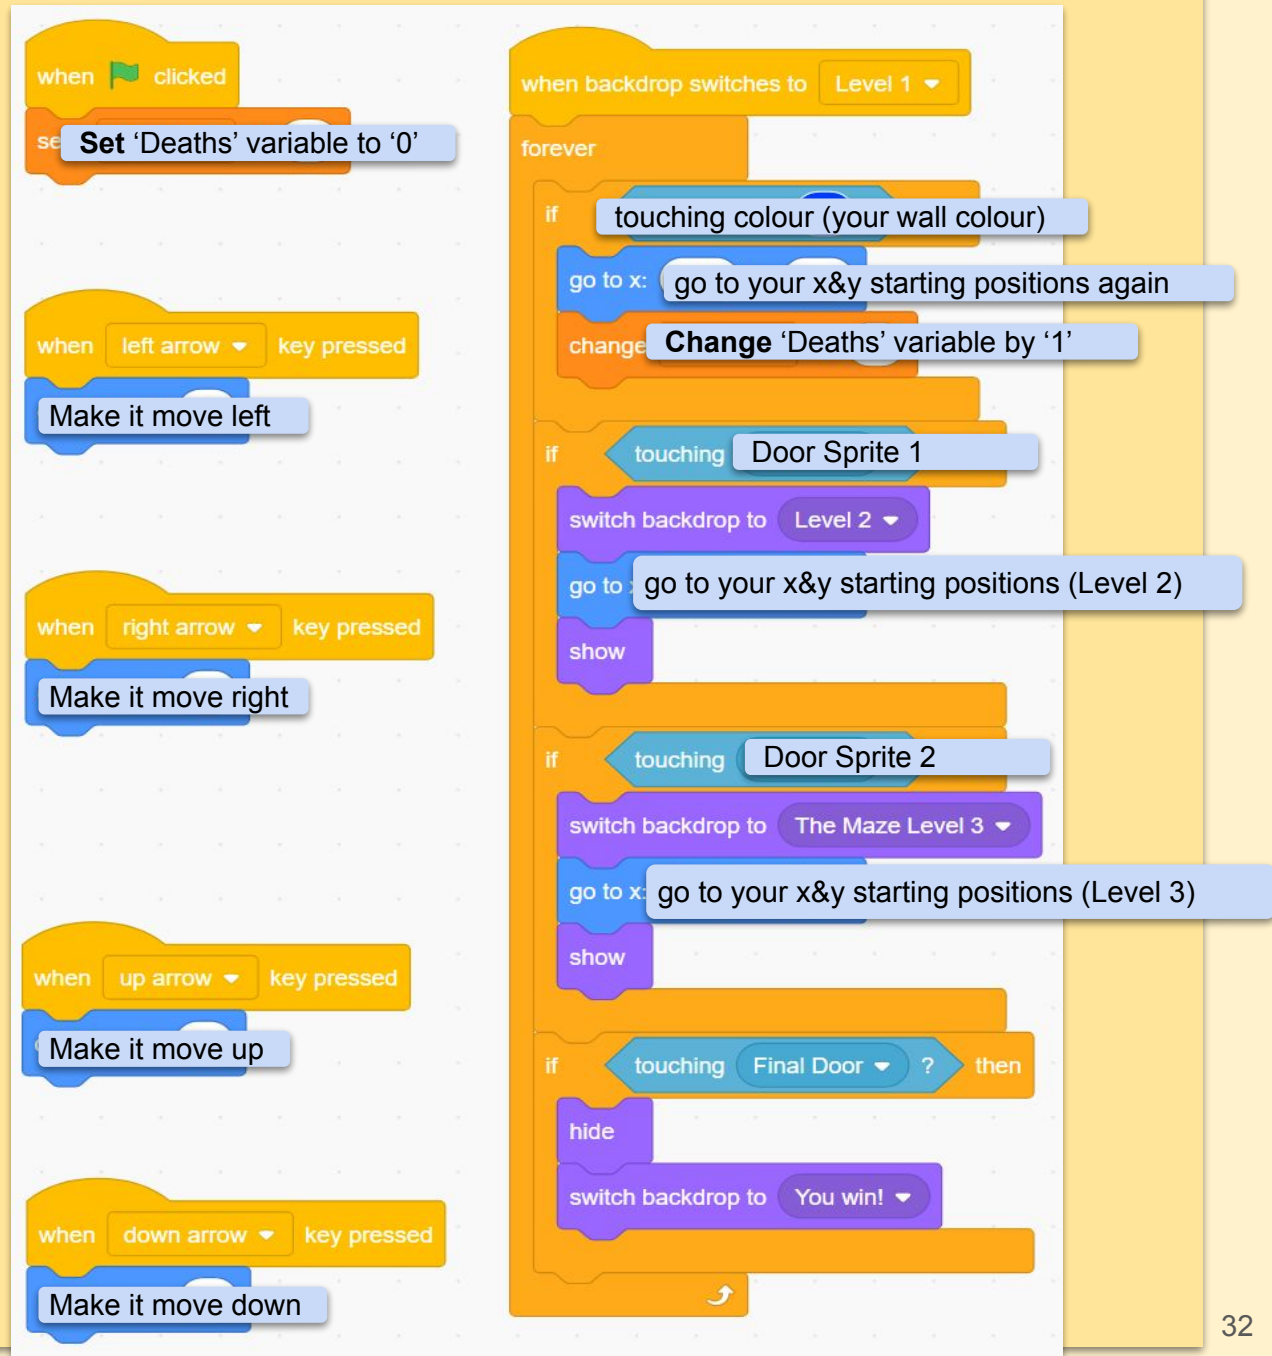 when clicked
Set ‘Deaths’ variable to ‘0’
when left arrow key pressed
Make it move left
when right arrow key pressed
Make it move right
when up arrow key pressed
Make it move up
when down arrow key pressed
Make it move down
when backdrop switches to Level 1
forever
if touching colour (your wall colour)
go to x: go to your x&y starting positions again
change Change ‘Deaths’ variable by ‘1’
if touching Door Sprite 1
switch backdrop to Level 2
go to go to your x&y starting positions (Level 2)
show
if touching Door Sprite 2
switch backdrop to The Maze Level 3
go to x: go to your x&y starting positions (Level 3)
show
if touching Final Door ? then
hide
switch backdrop to You win!
32